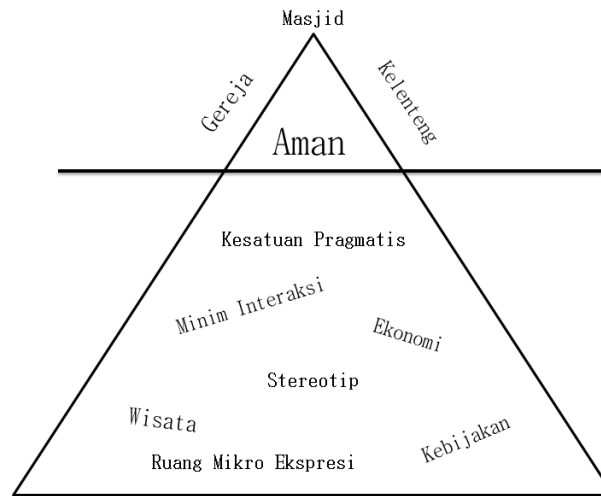 Masjid
Gereja
Kelenteng
Aman
Kesatuan Pragmatis
Minim Interaksi
Ekonomi
Stereotip
Wisata
Kebijakan
Ruang Mikro Ekspresi